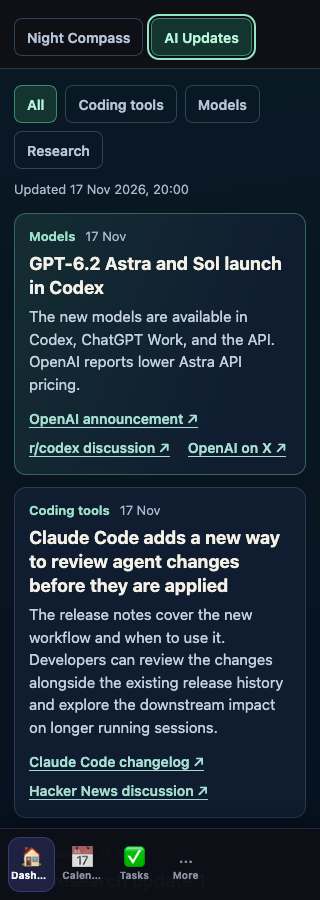 Night Compass
AI Updates
All
Coding tools
Models
Research
Updated 17 Nov 2026, 20:00
Models 17 Nov
GPT-6.2 Astra and Sol launch
in Codex
The new models are available in
Codex, ChatGPT Work, and the API.
OpenAI reports lower Astra API
pricing.
OpenAI announcement ↗
r/codex discussion ↗ OpenAI on X ↗
Coding tools 17 Nov
Claude Code adds a new way
to review agent changes
before they are applied
The release notes cover the new
workflow and when to use it.
Developers can review the changes
alongside the existing release history
and explore the downstream impact
on longer running sessions.
Claude Code changelog ↗
Hacker News discussion ↗
Dash...
Calen...
Tasks
More